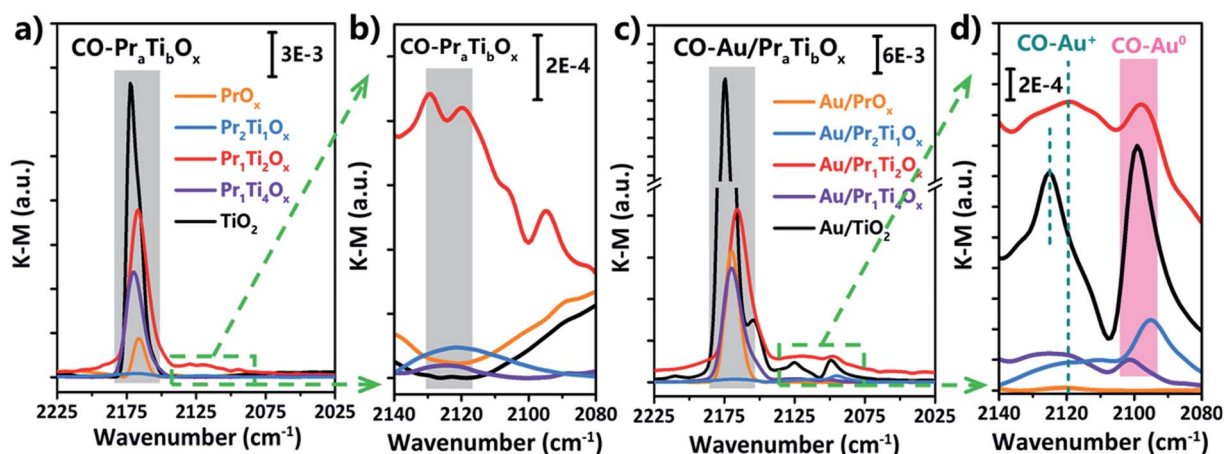 a)
CO-PrₐTi_bOₓ
3E-3
PrOₓ
Pr₂Ti₁Oₓ
Pr₁Ti₂Oₓ
Pr₁Ti₄Oₓ
TiO₂
K-M (a.u.)
2225 2175 2125 2075 2025
Wavenumber (cm⁻¹)
b)
CO-PrₐTi_bOₓ
2E-4
K-M (a.u.)
2140 2120 2100 2080
Wavenumber (cm⁻¹)
c)
CO-Au/PrₐTi_bOₓ
6E-3
Au/PrOₓ
Au/Pr₂Ti₁Oₓ
Au/Pr₁Ti₂Oₓ
Au/Pr₁Ti₄Oₓ
Au/TiO₂
K-M (a.u.)
2225 2175 2125 2075 2025
Wavenumber (cm⁻¹)
d)
CO-Au⁺ CO-Au⁰
2E-4
K-M (a.u.)
2140 2120 2100 2080
Wavenumber (cm⁻¹)